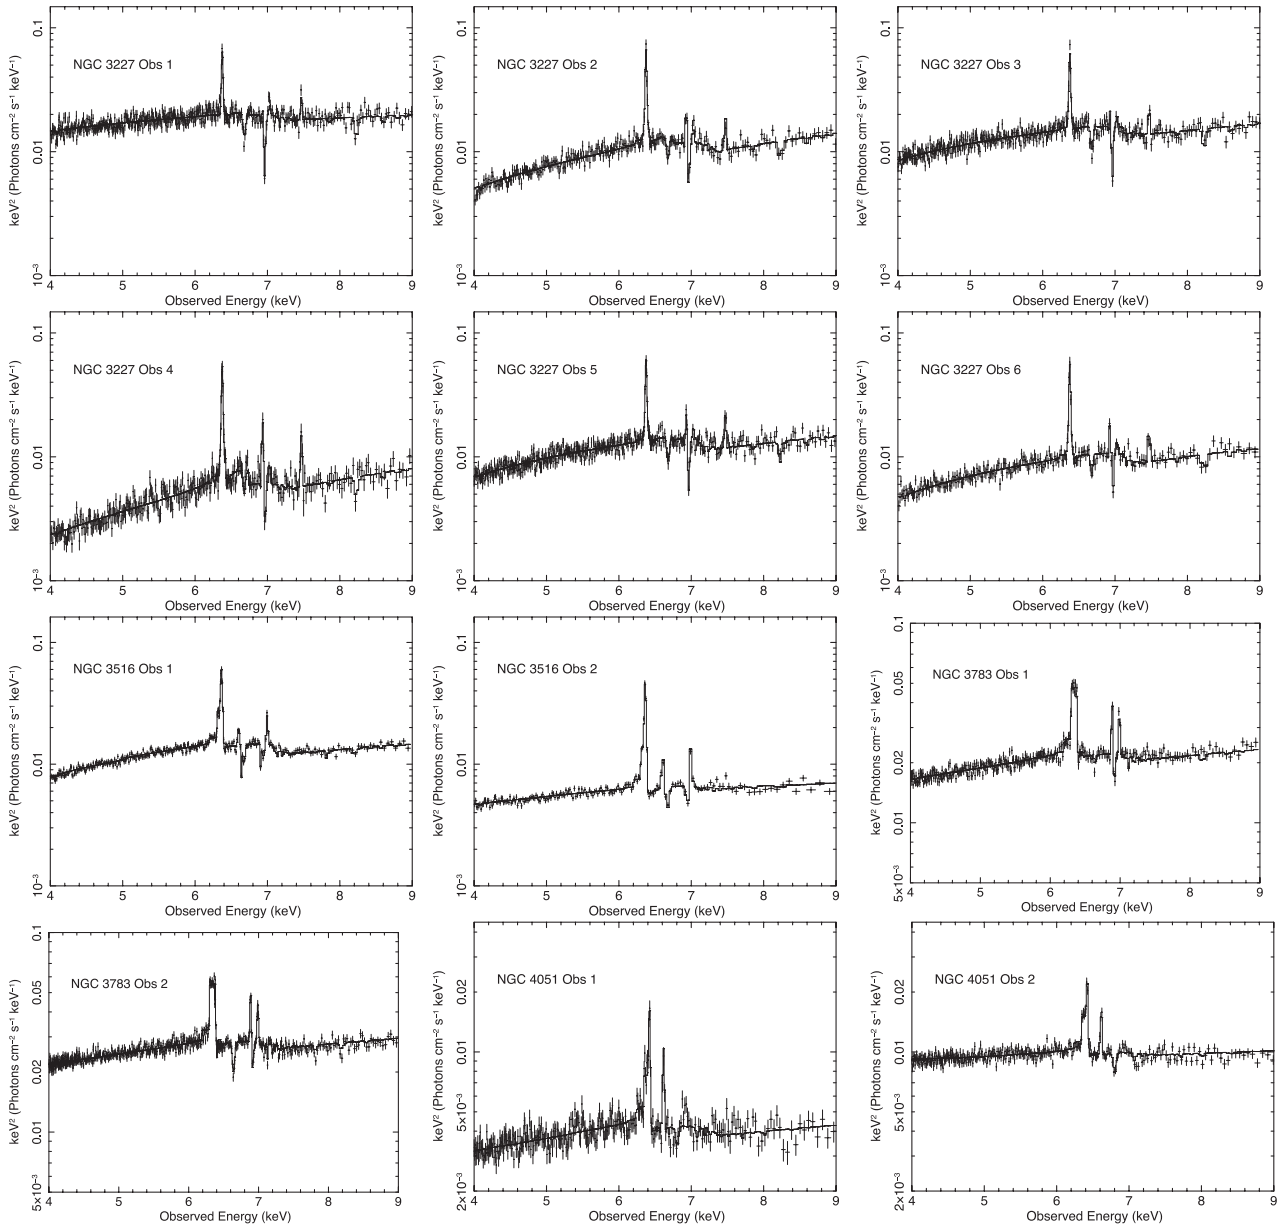 NGC 3227 Obs 1
keV² (Photons cm⁻² s⁻¹ keV⁻¹)
0.1
0.01
10⁻³
4 5 6 7 8 9
Observed Energy (keV)
NGC 3227 Obs 2
keV² (Photons cm⁻² s⁻¹ keV⁻¹)
0.1
0.01
10⁻³
4 5 6 7 8 9
Observed Energy (keV)
NGC 3227 Obs 3
keV² (Photons cm⁻² s⁻¹ keV⁻¹)
0.1
0.01
10⁻³
4 5 6 7 8 9
Observed Energy (keV)
NGC 3227 Obs 4
keV² (Photons cm⁻² s⁻¹ keV⁻¹)
0.1
0.01
10⁻³
4 5 6 7 8 9
Observed Energy (keV)
NGC 3227 Obs 5
keV² (Photons cm⁻² s⁻¹ keV⁻¹)
0.1
0.01
10⁻³
4 5 6 7 8 9
Observed Energy (keV)
NGC 3227 Obs 6
keV² (Photons cm⁻² s⁻¹ keV⁻¹)
0.1
0.01
10⁻³
4 5 6 7 8 9
Observed Energy (keV)
NGC 3516 Obs 1
keV² (Photons cm⁻² s⁻¹ keV⁻¹)
0.1
0.01
10⁻³
4 5 6 7 8 9
Observed Energy (keV)
NGC 3516 Obs 2
keV² (Photons cm⁻² s⁻¹ keV⁻¹)
0.1
0.01
10⁻³
4 5 6 7 8 9
Observed Energy (keV)
NGC 3783 Obs 1
keV² (Photons cm⁻² s⁻¹ keV⁻¹)
0.1
0.05
0.02
0.01
5×10⁻³
4 5 6 7 8 9
Observed Energy (keV)
NGC 3783 Obs 2
keV² (Photons cm⁻² s⁻¹ keV⁻¹)
0.1
0.05
0.02
0.01
5×10⁻³
4 5 6 7 8 9
Observed Energy (keV)
NGC 4051 Obs 1
keV² (Photons cm⁻² s⁻¹ keV⁻¹)
0.02
0.01
5×10⁻³
2×10⁻³
4 5 6 7 8 9
Observed Energy (keV)
NGC 4051 Obs 2
keV² (Photons cm⁻² s⁻¹ keV⁻¹)
0.02
0.01
5×10⁻³
2×10⁻³
4 5 6 7 8 9
Observed Energy (keV)